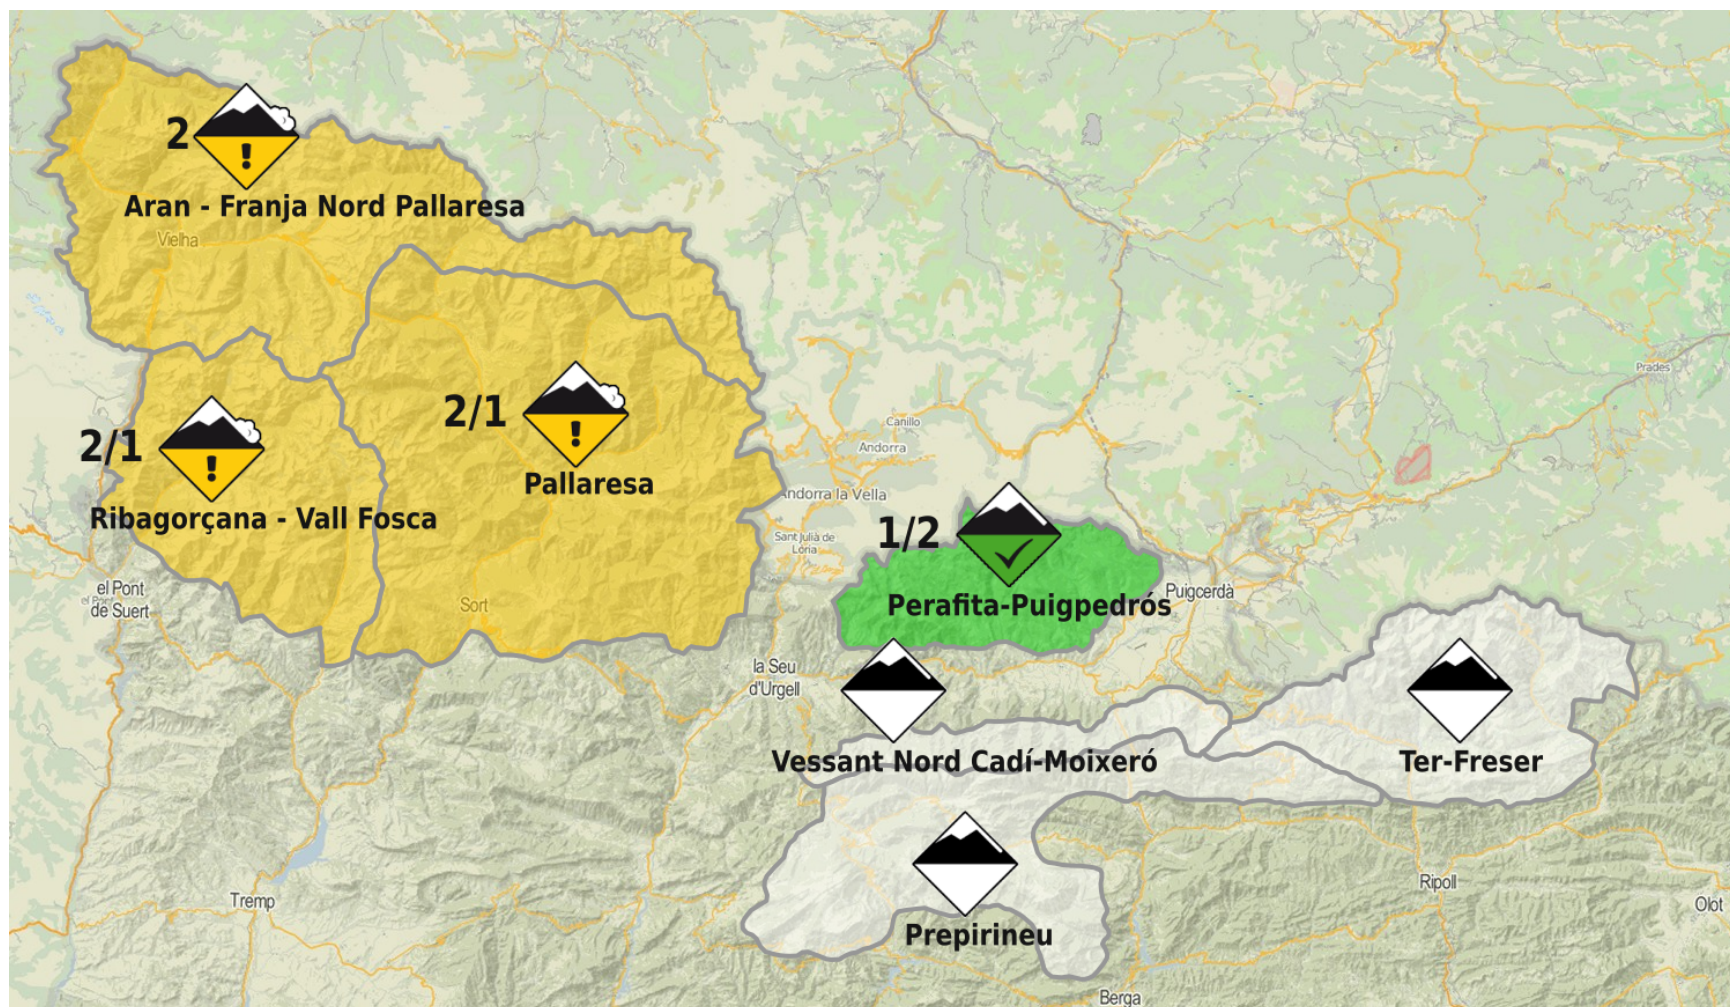 2
Aran - Franja Nord Pallaresa
Vielha
Prades
2/1
Pallaresa
2/1
Ribagorçana - Vall Fosca
Canillo
Andorra
Andorra la Vella
Sant Julià de
Lòria
1/2
Perafita-Puigpedrós
Puigcerdà
el Pont
de Suert
Sort
la Seu
d'Urgell
Vessant Nord Cadí-Moixeró
Ter-Freser
Prepirineu
Tremp
Ripoll
Olot
Berga